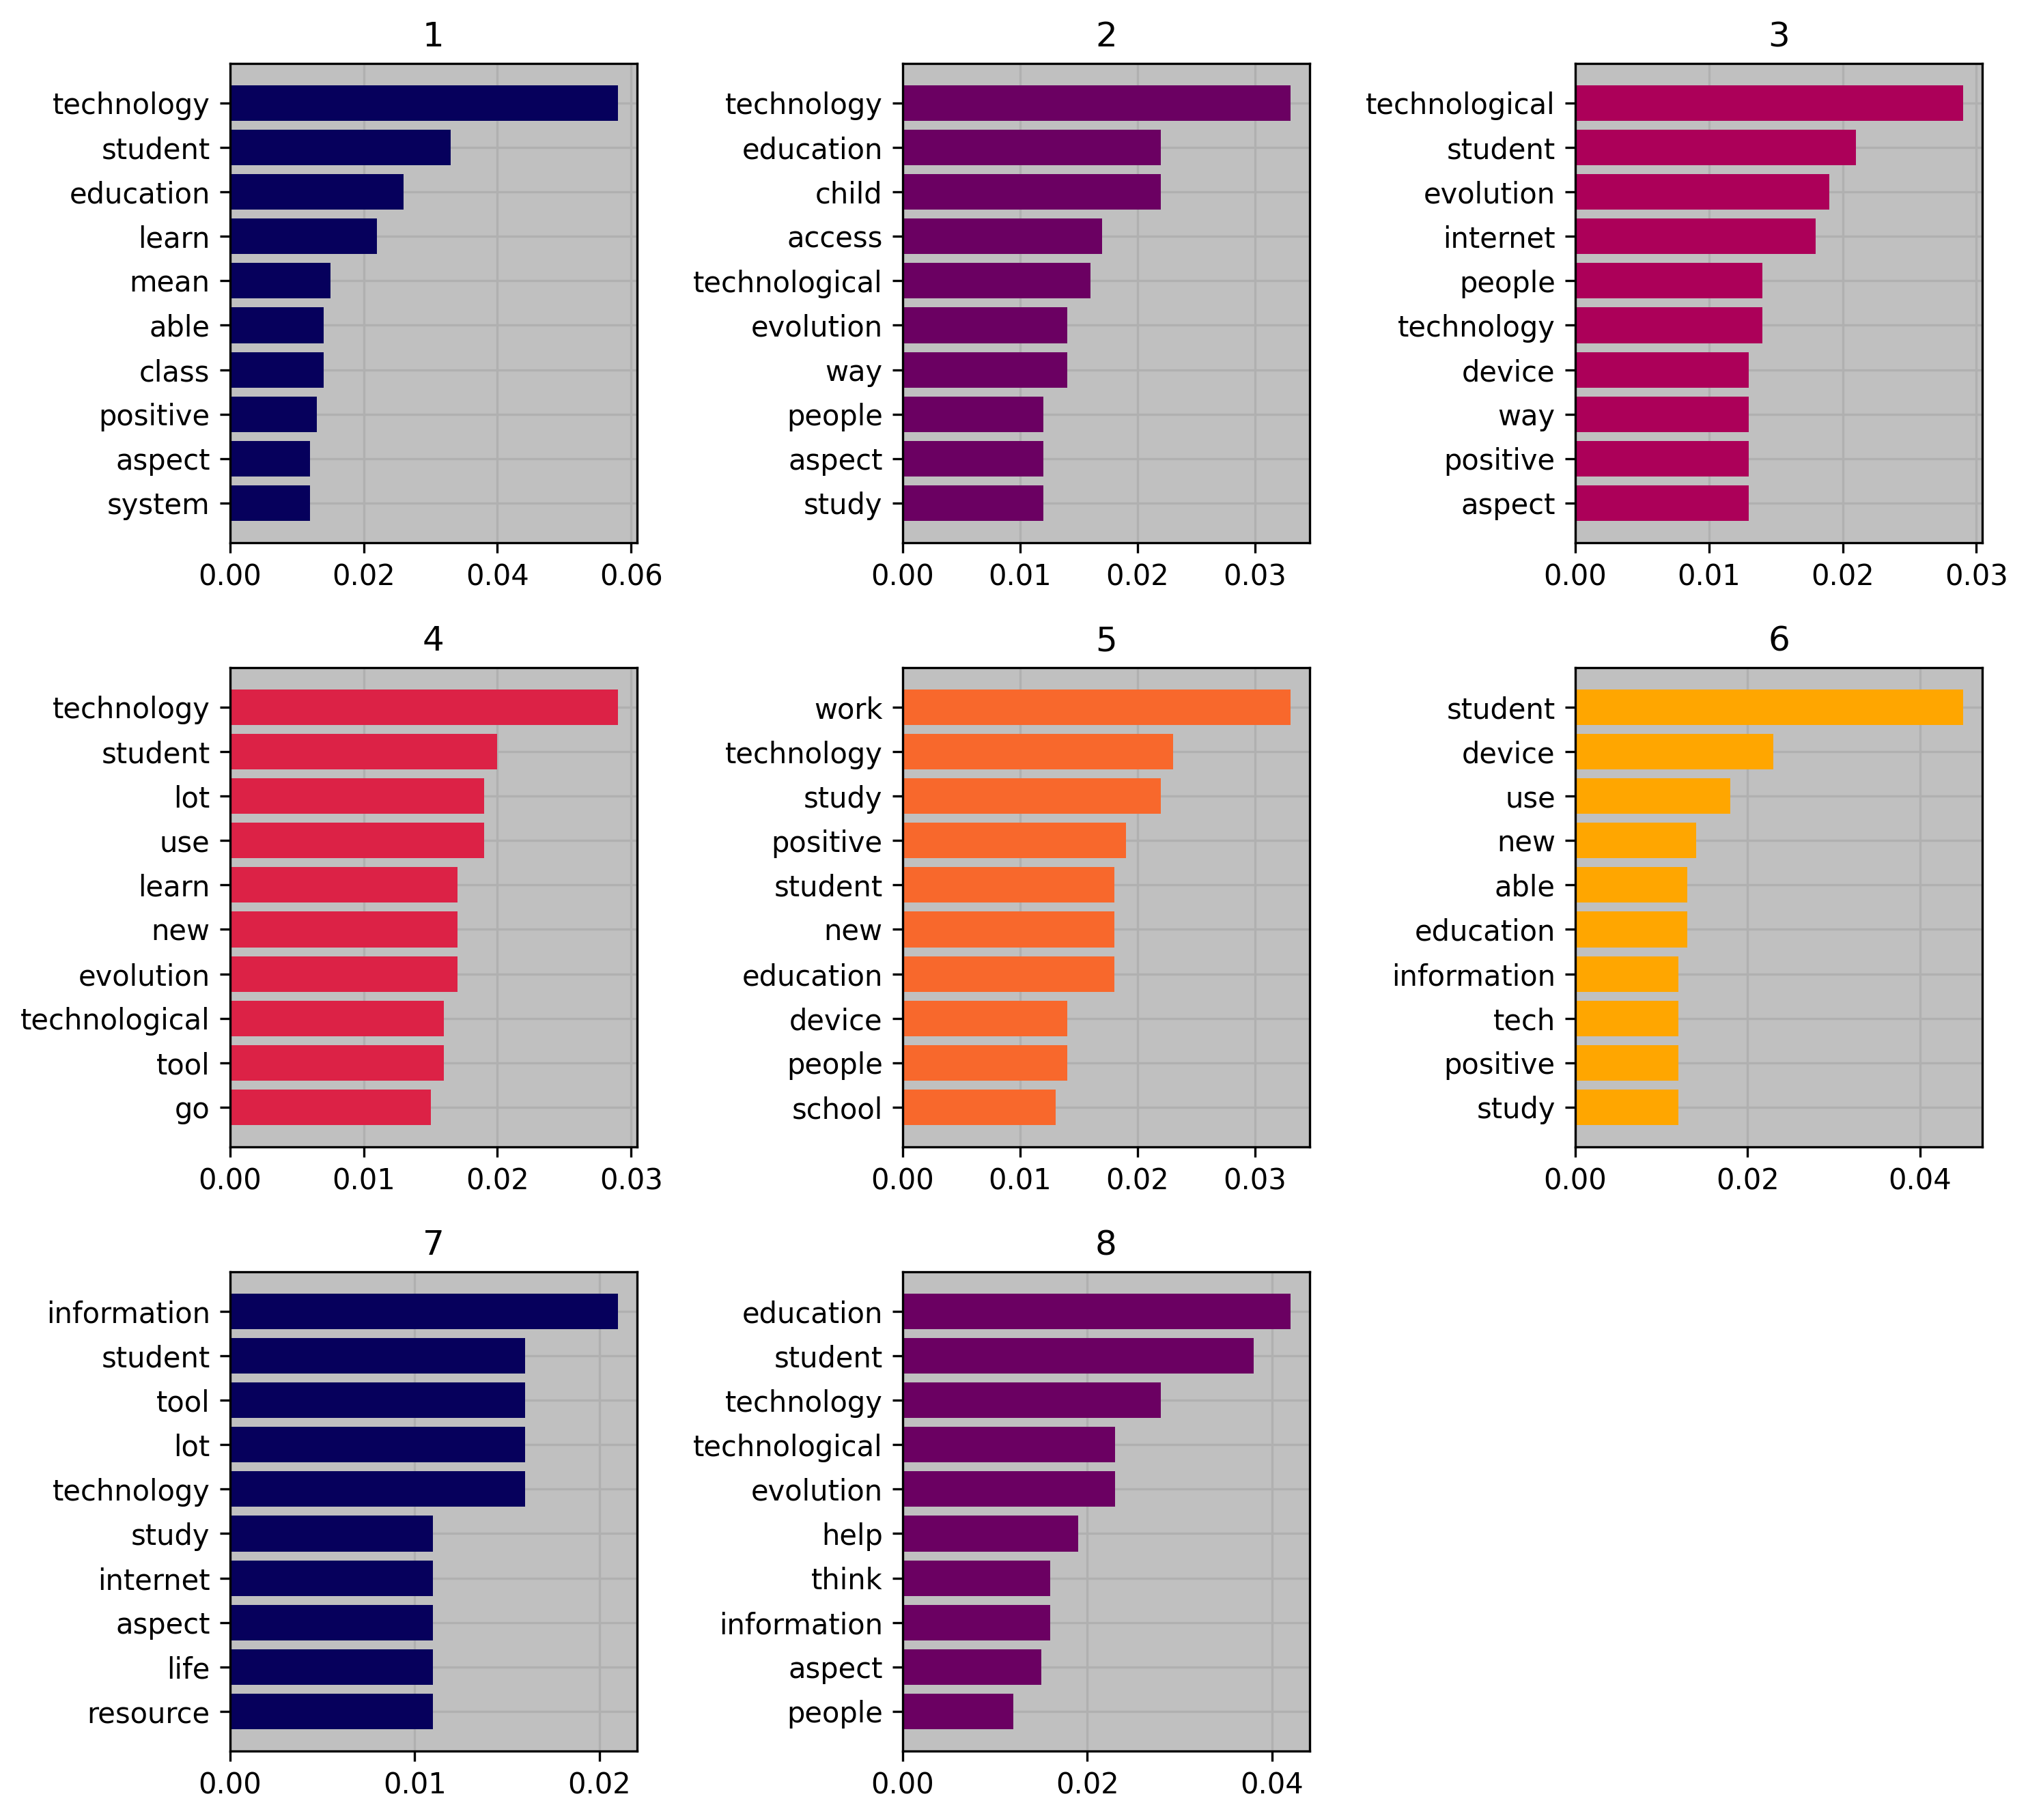 1
technology
student
education
learn
mean
able
class
positive
aspect
system
0.00 0.02 0.04 0.06
2
technology
education
child
access
technological
evolution
way
people
aspect
study
0.00 0.01 0.02 0.03
3
technological
student
evolution
internet
people
technology
device
way
positive
aspect
0.00 0.01 0.02 0.03
4
technology
student
lot
use
learn
new
evolution
technological
tool
go
0.00 0.01 0.02 0.03
5
work
technology
study
positive
student
new
education
device
people
school
0.00 0.01 0.02 0.03
6
student
device
use
new
able
education
information
tech
positive
study
0.00 0.02 0.04
7
information
student
tool
lot
technology
study
internet
aspect
life
resource
0.00 0.01 0.02
8
education
student
technology
technological
evolution
help
think
information
aspect
people
0.00 0.02 0.04